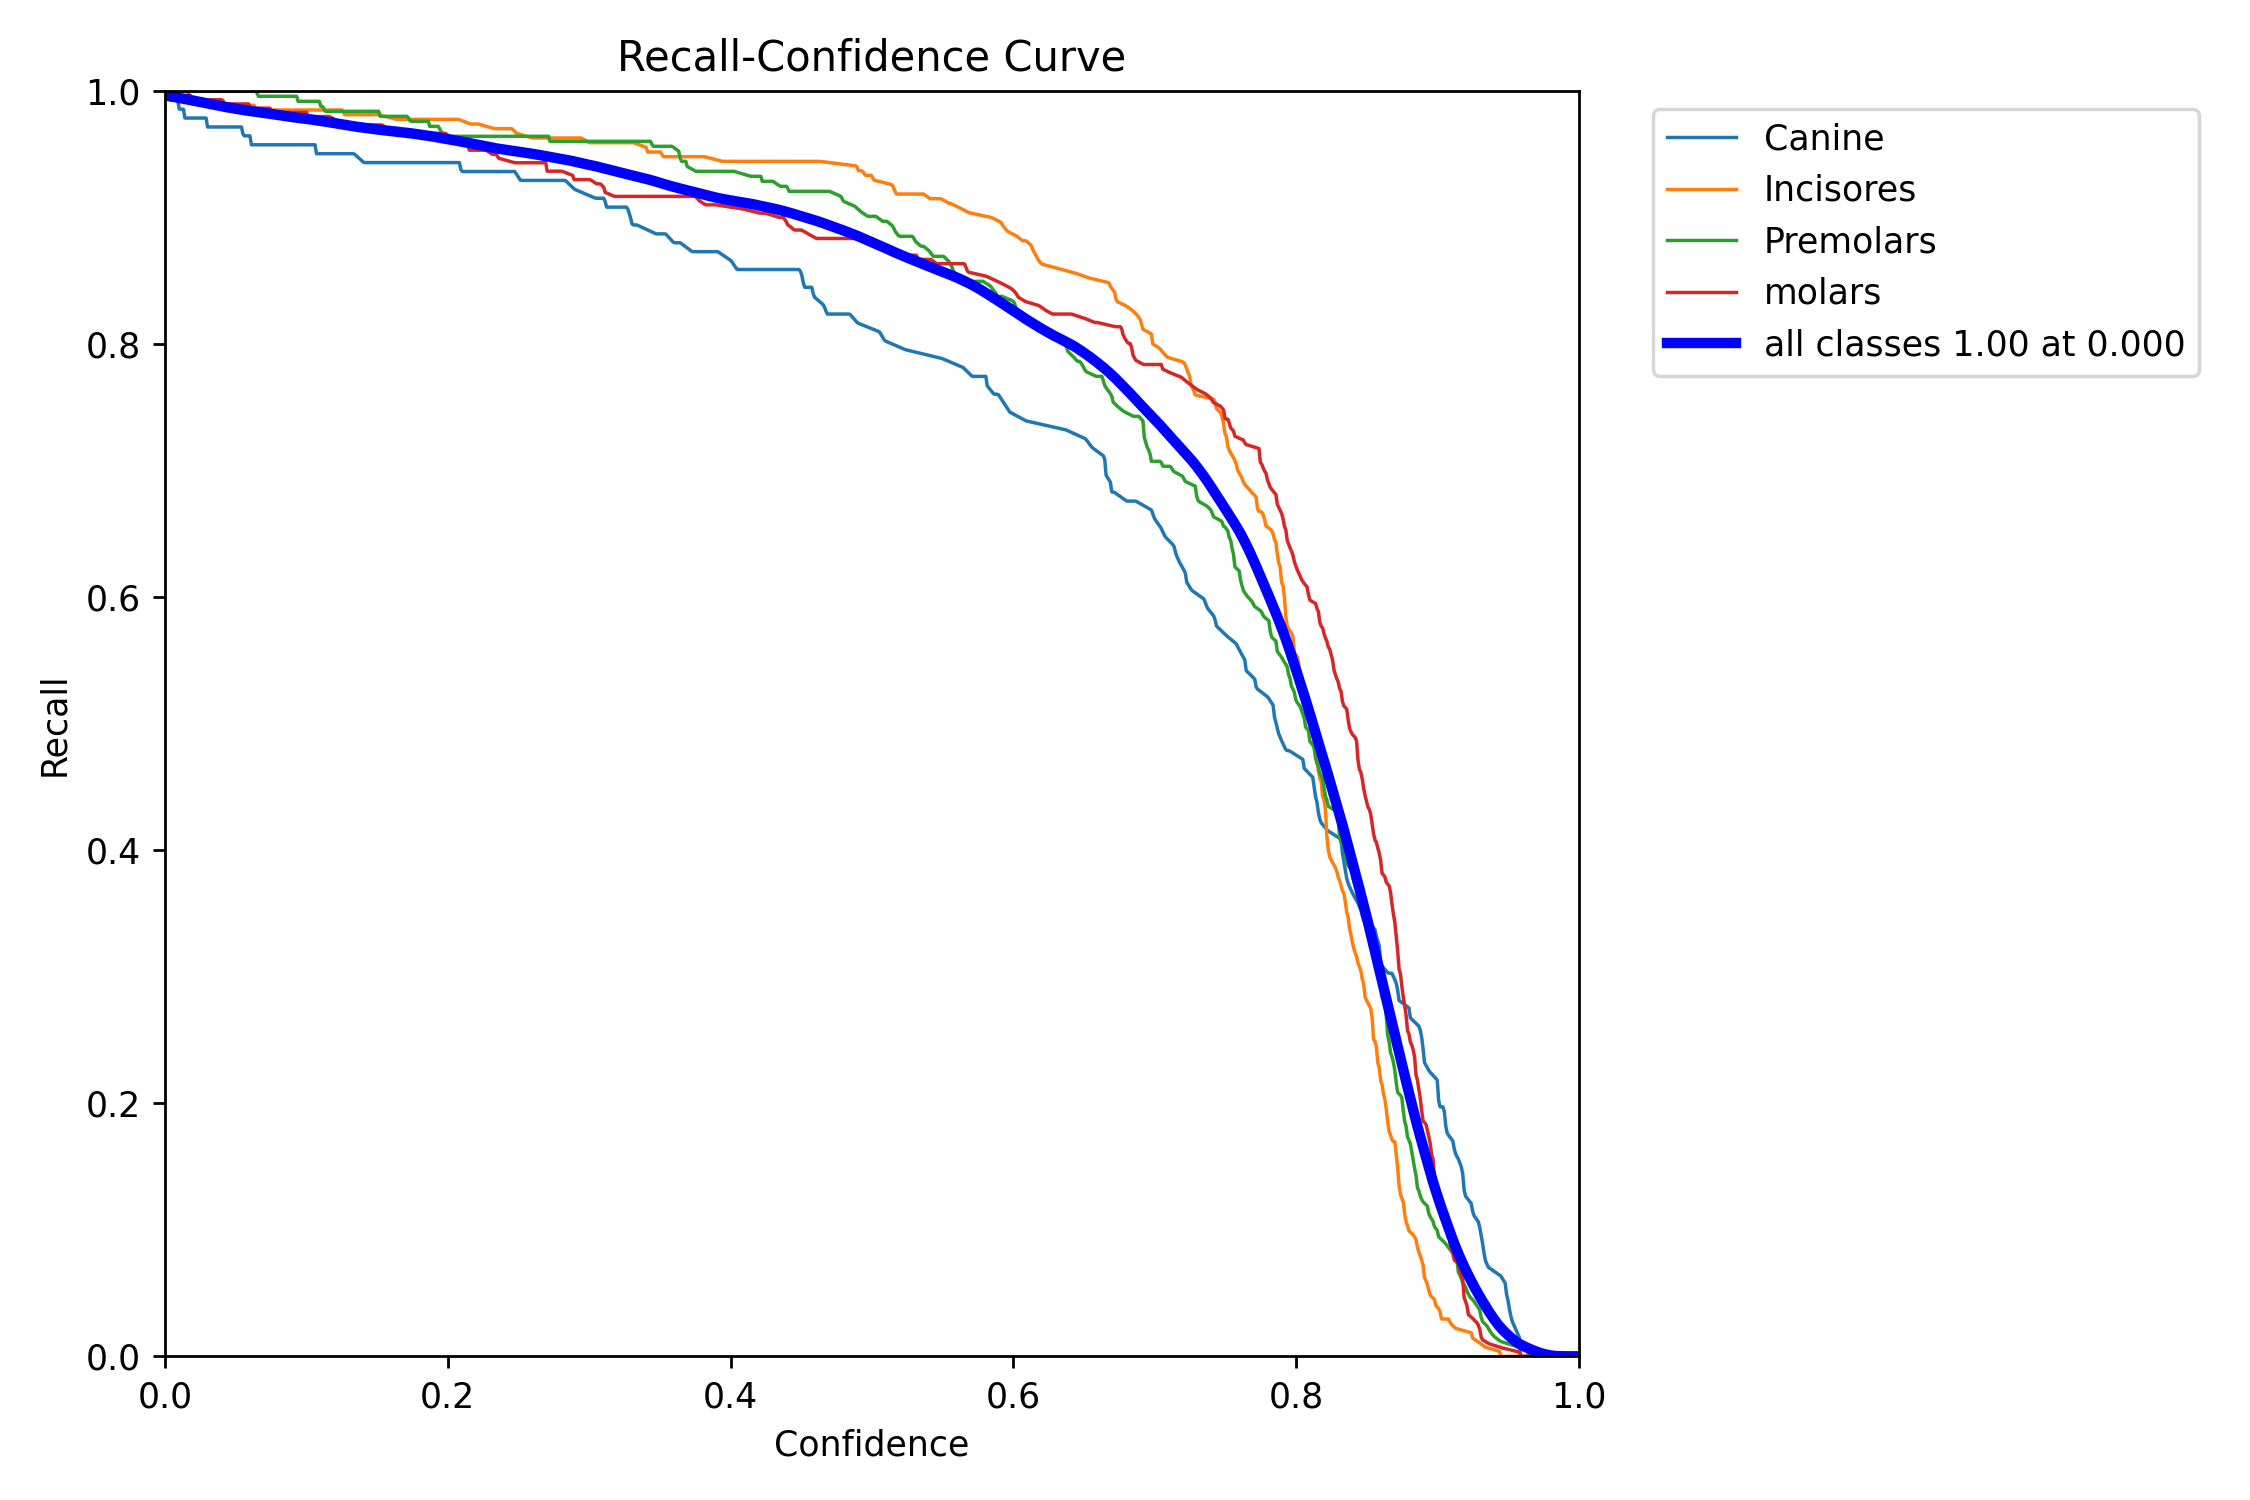 Recall-Confidence Curve
1.0
0.8
0.6
0.4
0.2
0.0
Recall
0.0 0.2 0.4 0.6 0.8 1.0
Confidence
Canine
Incisores
Premolars
molars
all classes 1.00 at 0.000